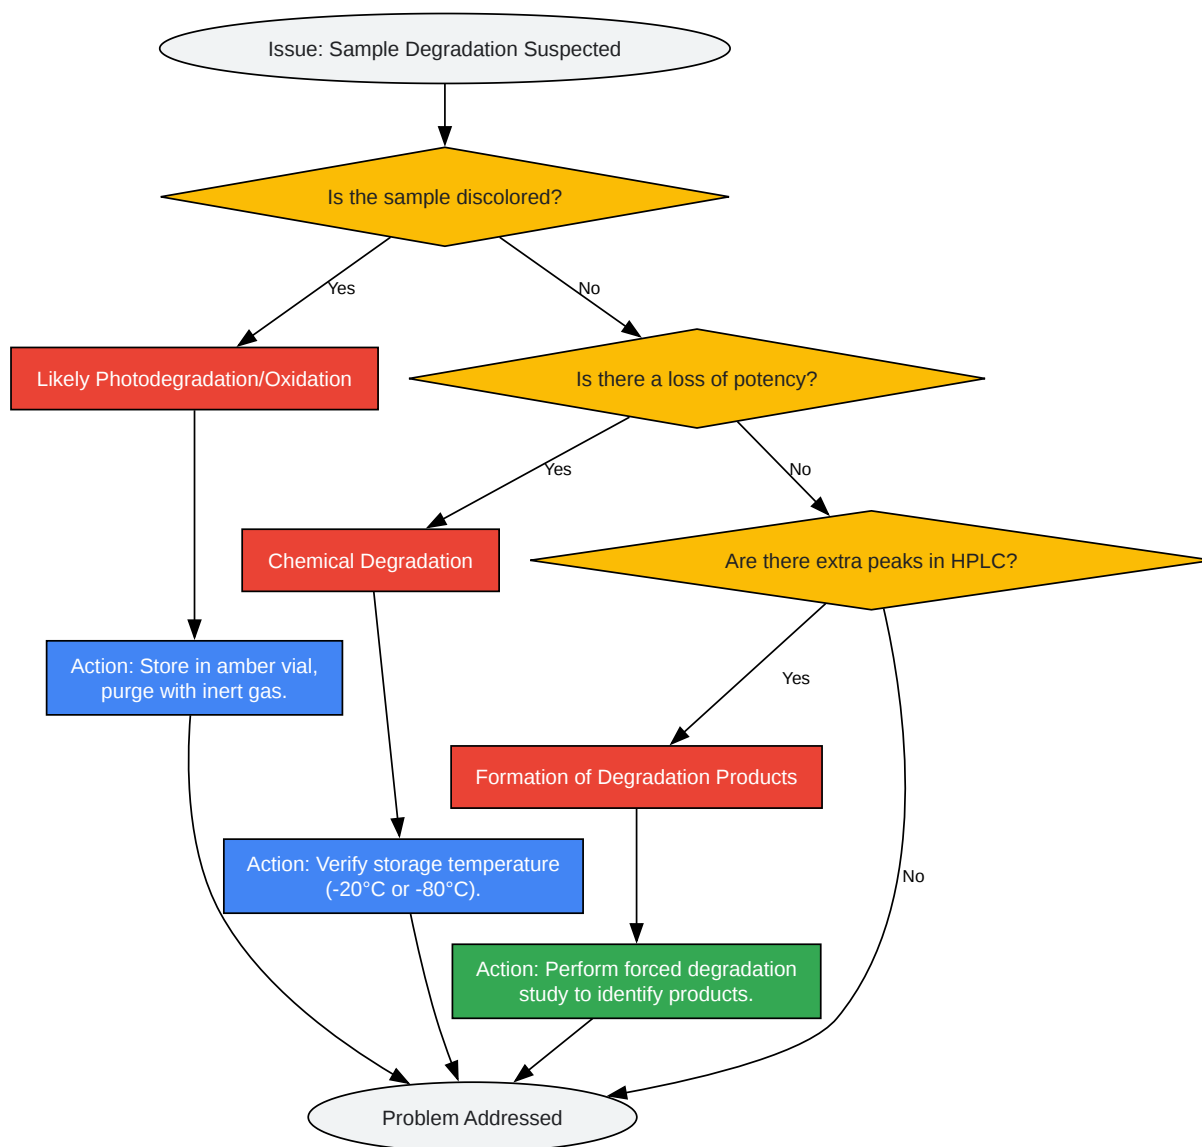 Issue: Sample Degradation Suspected
Is the sample discolored?
Yes
No
Likely Photodegradation/Oxidation
Is there a loss of potency?
Yes
No
Chemical Degradation
Are there extra peaks in HPLC?
Action: Store in amber vial,
purge with inert gas.
Yes
Formation of Degradation Products
Action: Verify storage temperature
(-20°C or -80°C).
No
Action: Perform forced degradation
study to identify products.
Problem Addressed